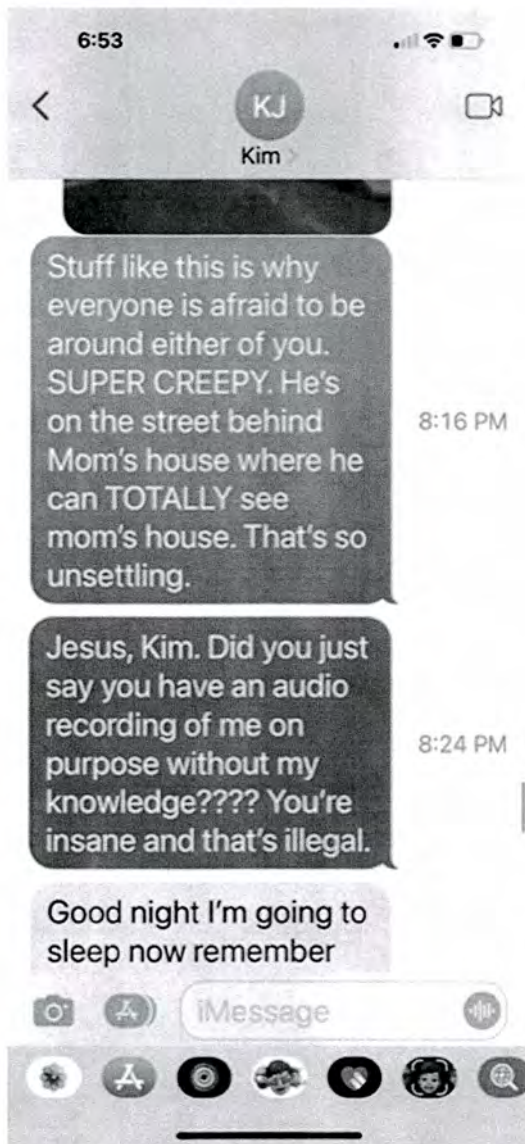 6:53
KJ
Kim
Stuff like this is why
everyone is afraid to be
around either of you.
SUPER CREEPY. He's
on the street behind
Mom's house where he
can TOTALLY see
mom's house. That's so
unsettling.
8:16 PM
Jesus, Kim. Did you just
say you have an audio
recording of me on
purpose without my
knowledge???? You're
insane and that's illegal.
8:24 PM
Good night I'm going to
sleep now remember
iMessage